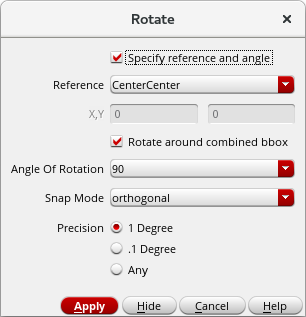 Rotate
Specify reference and angle
Reference CenterCenter
X,Y 0 0
Rotate around combined bbox
Angle Of Rotation 90
Snap Mode orthogonal
Precision 1 Degree
.1 Degree
Any
Apply Hide Cancel Help